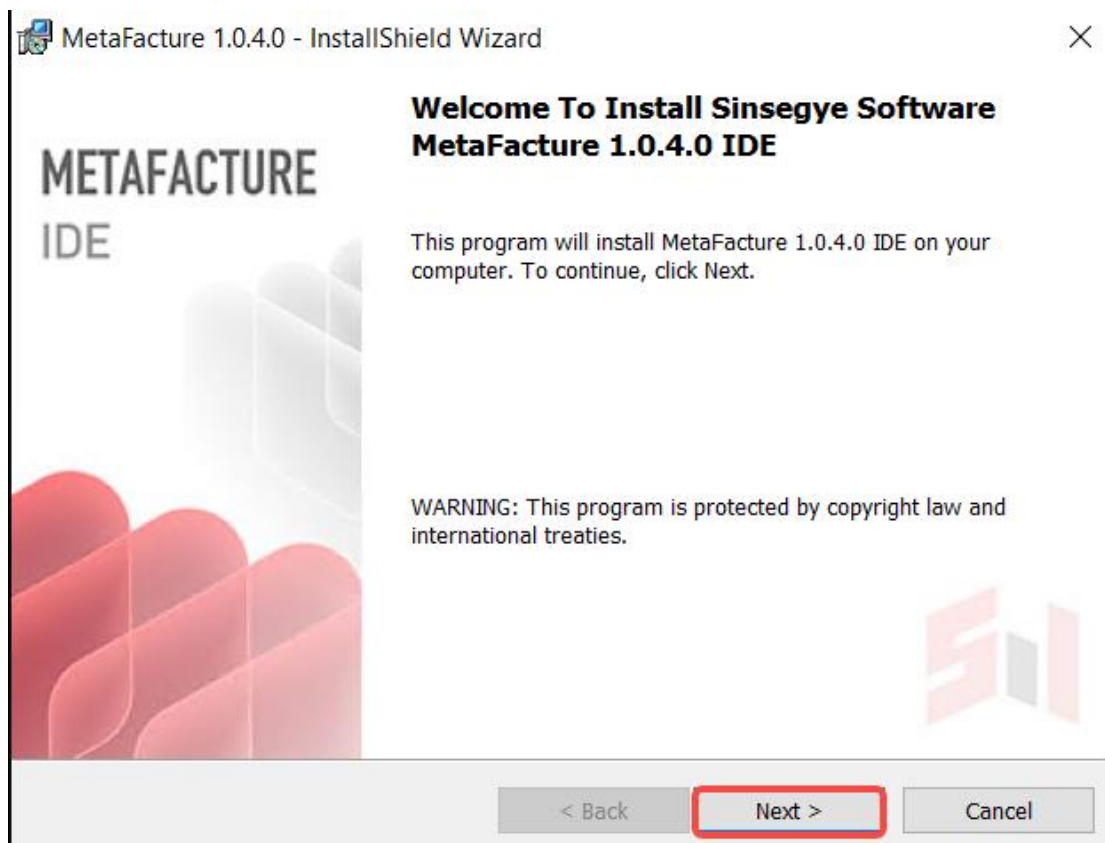 MetaFacture 1.0.4.0 - InstallShield Wizard
METAFACTURE
IDE
Welcome To Install Sinsegye Software
MetaFacture 1.0.4.0 IDE
This program will install MetaFacture 1.0.4.0 IDE on your
computer. To continue, click Next.
WARNING: This program is protected by copyright law and
international treaties.
< Back
Next >
Cancel